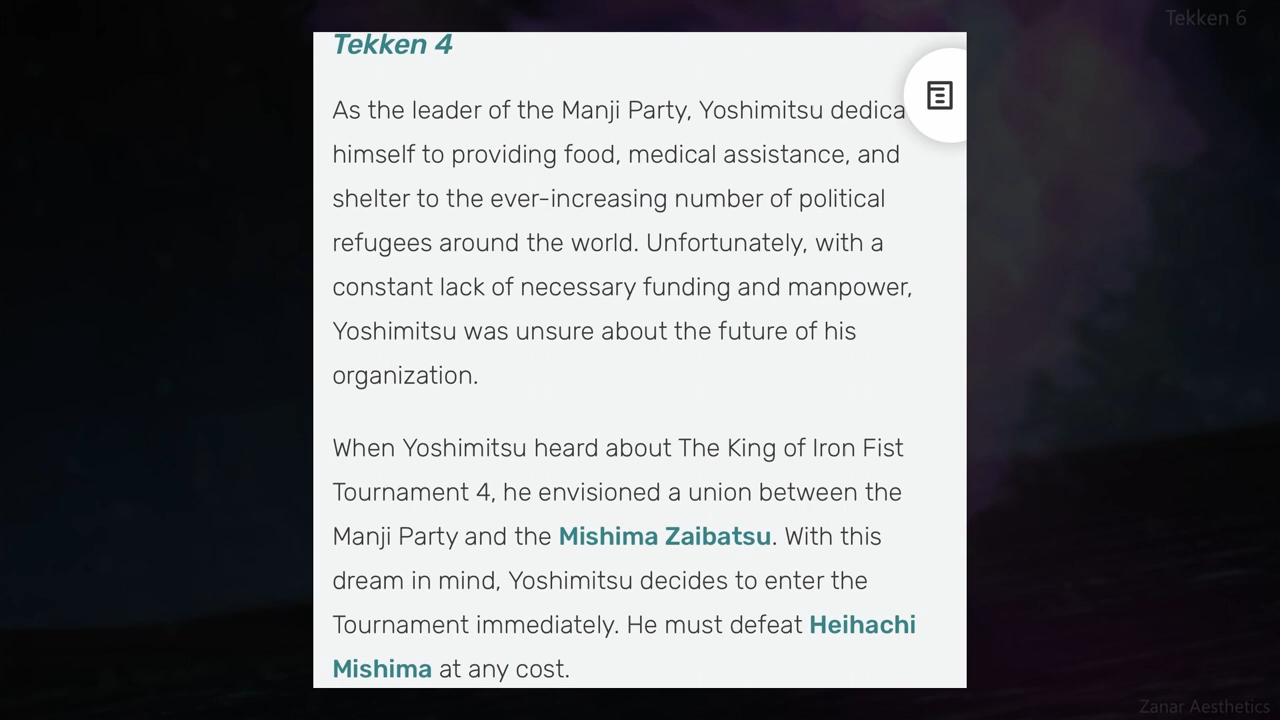 Tekken 6
Tekken 4
As the leader of the Manji Party, Yoshimitsu dedica
himself to providing food, medical assistance, and
shelter to the ever-increasing number of political
refugees around the world. Unfortunately, with a
constant lack of necessary funding and manpower,
Yoshimitsu was unsure about the future of his
organization.
When Yoshimitsu heard about The King of Iron Fist
Tournament 4, he envisioned a union between the
Manji Party and the Mishima Zaibatsu. With this
dream in mind, Yoshimitsu decides to enter the
Tournament immediately. He must defeat Heihachi
Mishima at any cost.
Zanar Aesthetics